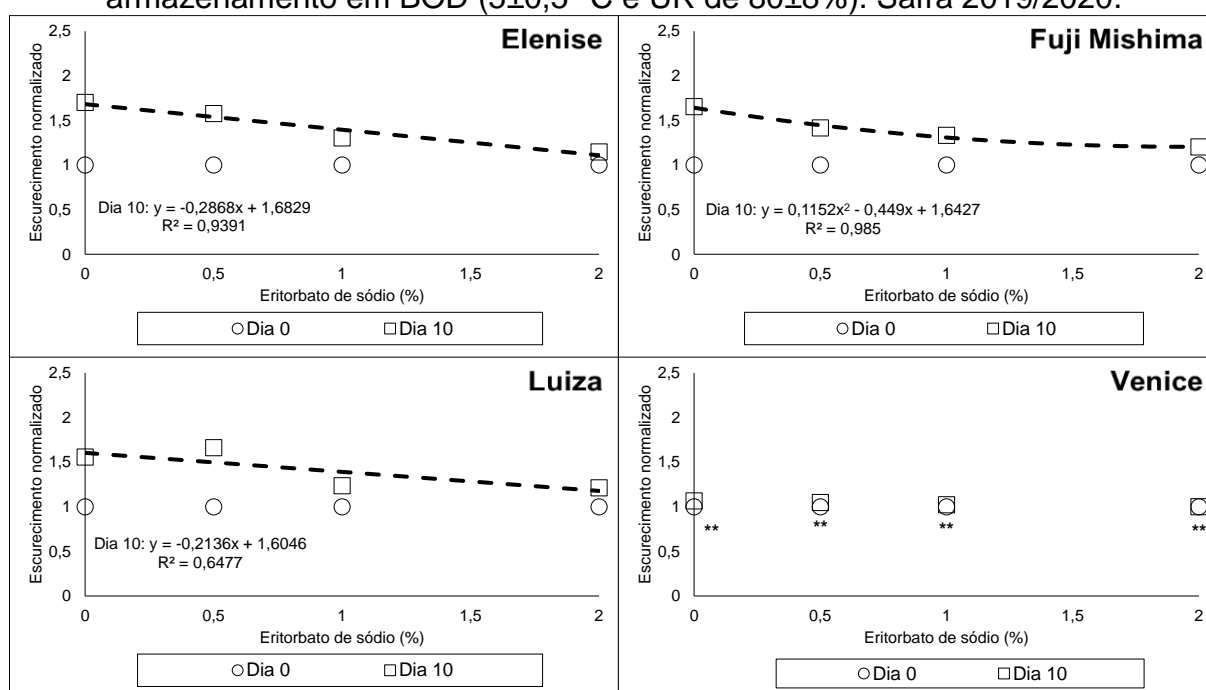 armazenamento em BOD (5±0,5 °C e UR de 80±8%). Safra 2019/2020.
Elenise
Escurecimento normalizado
2,5
2
1,5
1
0,5
0
Dia 10: y = -0,2868x + 1,6829
R² = 0,9391
0 0,5 1 1,5 2
Eritorbato de sódio (%)
Dia 0 Dia 10
Fuji Mishima
Escurecimento normalizado
2,5
2
1,5
1
0,5
0
Dia 10: y = 0,1152x² - 0,449x + 1,6427
R² = 0,985
0 0,5 1 1,5 2
Eritorbato de sódio (%)
Dia 0 Dia 10
Luiza
Escurecimento normalizado
2,5
2
1,5
1
0,5
0
Dia 10: y = -0,2136x + 1,6046
R² = 0,6477
0 0,5 1 1,5 2
Eritorbato de sódio (%)
Dia 0 Dia 10
Venice
Escurecimento normalizado
2,5
2
1,5
1
0,5
0
** ** ** **
0 0,5 1 1,5 2
Eritorbato de sódio (%)
Dia 0 Dia 10